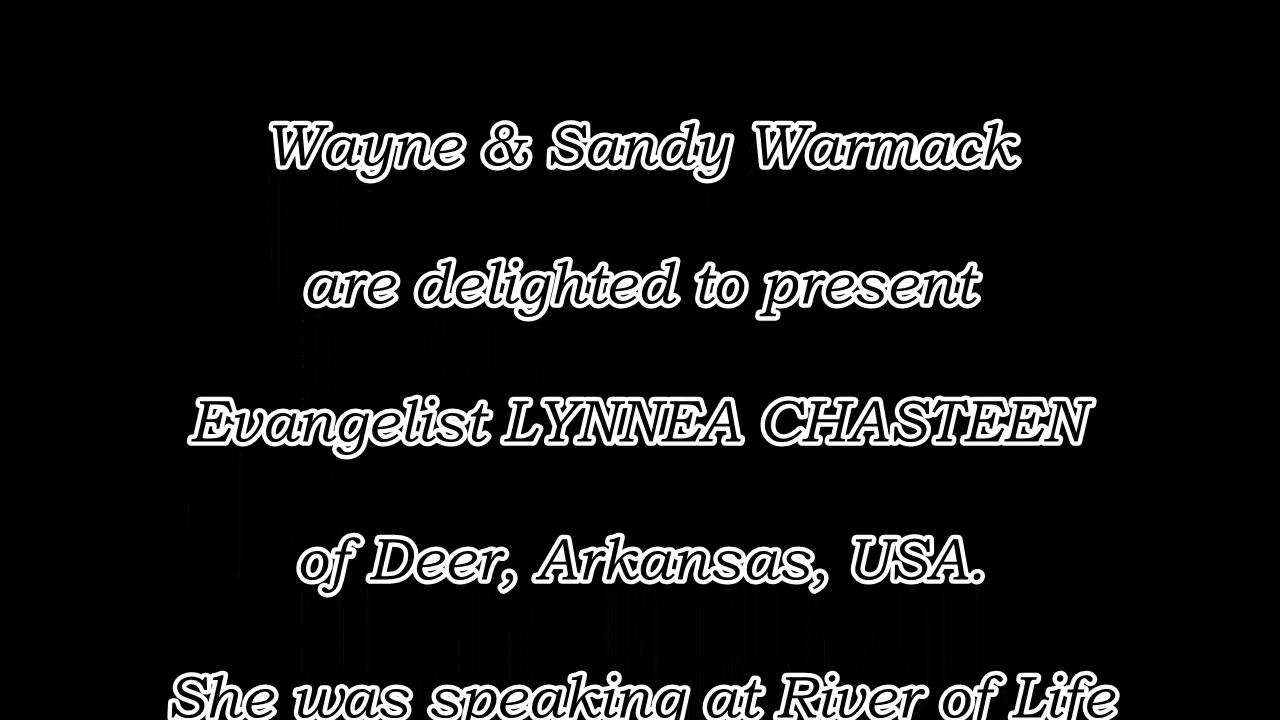 Wayne & Sandy Warmack
are delighted to present
Evangelist LYNNEA CHASTEEN
of Deer, Arkansas, USA.
She was speaking at River of Life